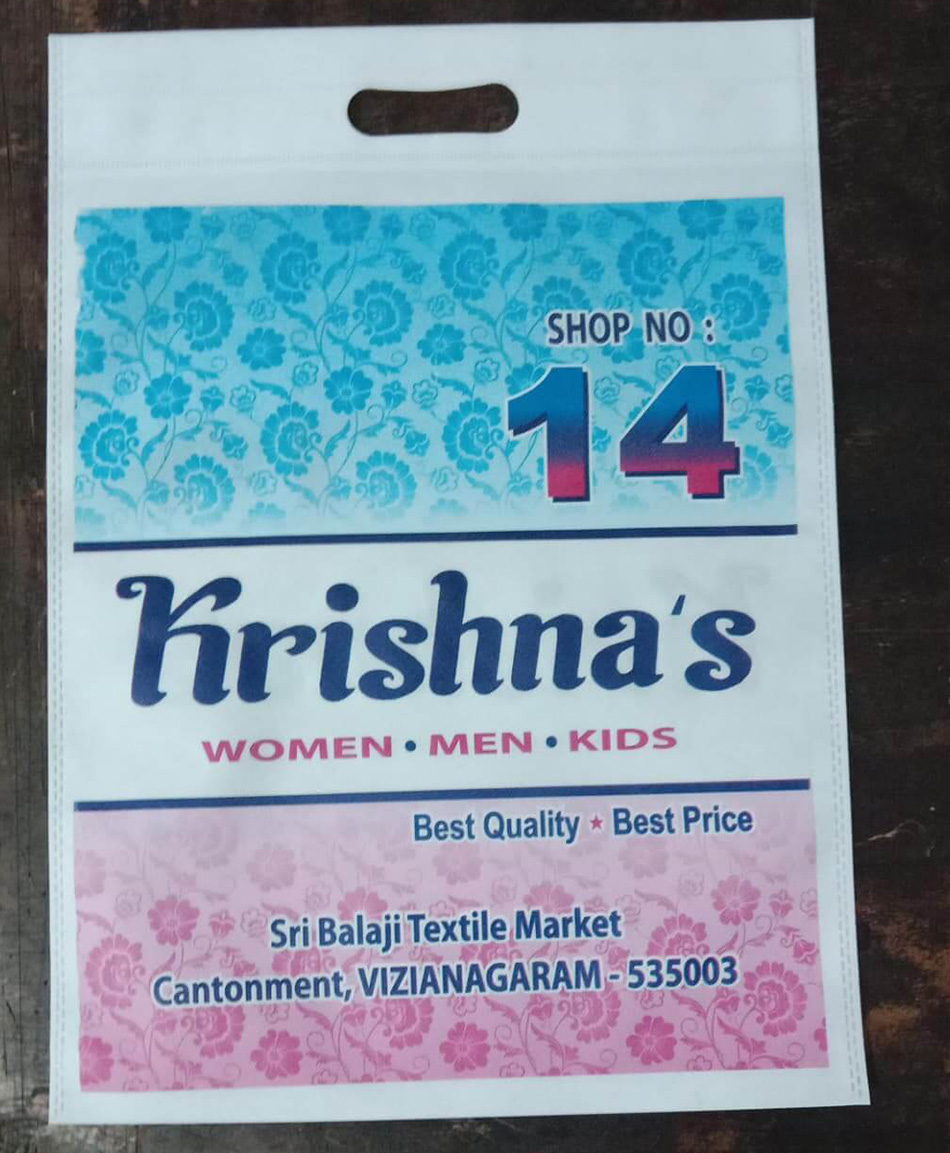 SHOP NO :
14
Krishna's
WOMEN • MEN • KIDS
Best Quality ★ Best Price
Sri Balaji Textile Market
Cantonment, VIZIANAGARAM - 535003